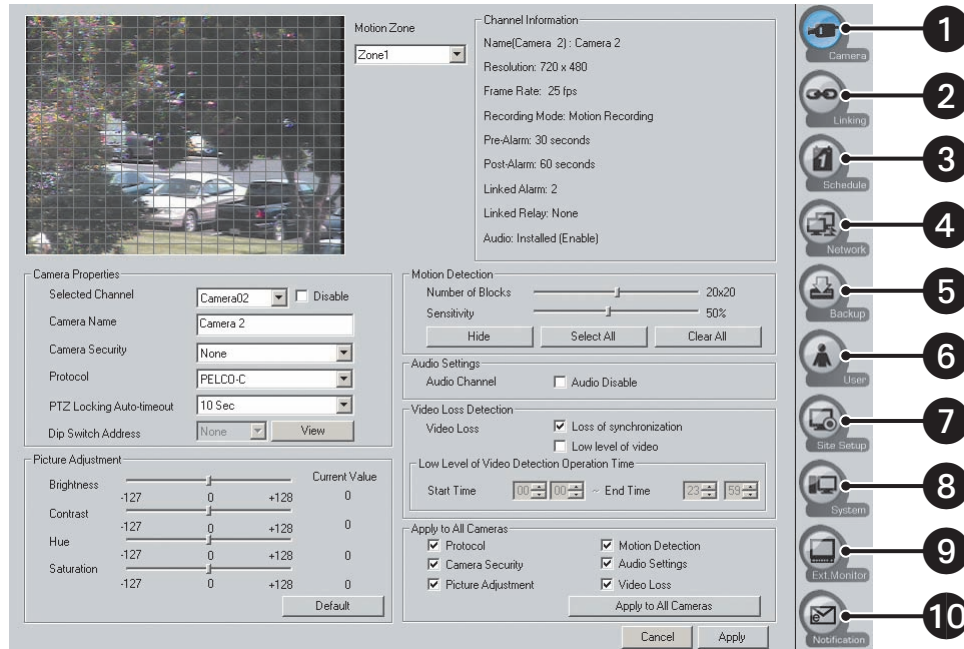 Motion Zone
Zone1
Channel Information
Name(Camera 2) : Camera 2
Resolution: 720 x 480
Frame Rate: 25 fps
Recording Mode: Motion Recording
Pre-Alarm: 30 seconds
Post-Alarm: 60 seconds
Linked Alarm: 2
Linked Relay: None
Audio: Installed (Enable)
Camera Properties
Selected Channel Camera02 Disable
Camera Name Camera 2
Camera Security None
Protocol PELCO-C
PTZ Locking Auto-timeout 10 Sec
Dip Switch Address None View
Picture Adjustment
Current Value
Brightness
-127 0 +128 0
Contrast
-127 0 +128 0
Hue
-127 0 +128 0
Saturation
-127 0 +128 0
Default
Motion Detection
Number of Blocks 20x20
Sensitivity 50%
Hide Select All Clear All
Audio Settings
Audio Channel Audio Disable
Video Loss Detection
Video Loss Loss of synchronization
Low level of video
Low Level of Video Detection Operation Time
Start Time 00 00 ~ End Time 23 59
Apply to All Cameras
Protocol Motion Detection
Camera Security Audio Settings
Picture Adjustment Video Loss
Apply to All Cameras
Cancel Apply
Camera 1
Linking 2
1
Schedule 3
Network 4
Backup 5
User 6
Site Setup 7
System 8
Ext.Monitor 9
e
Notification 10